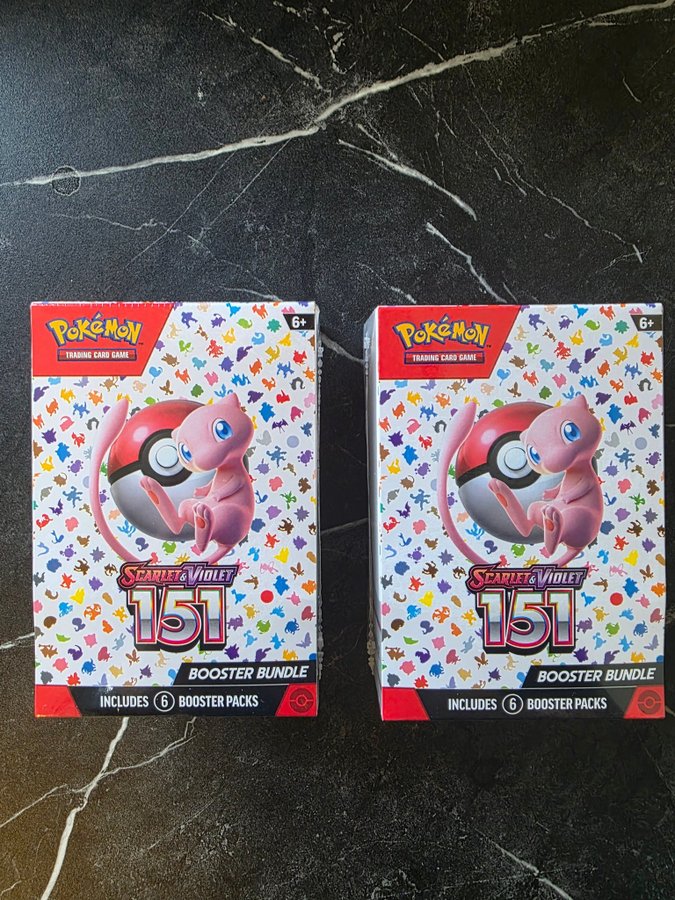 POKéMON
TRADING CARD GAME
6+
SCARLET & VIOLET
151
BOOSTER BUNDLE
INCLUDES 6 BOOSTER PACKS
POKéMON
TRADING CARD GAME
6+
SCARLET & VIOLET
151
BOOSTER BUNDLE
INCLUDES 6 BOOSTER PACKS